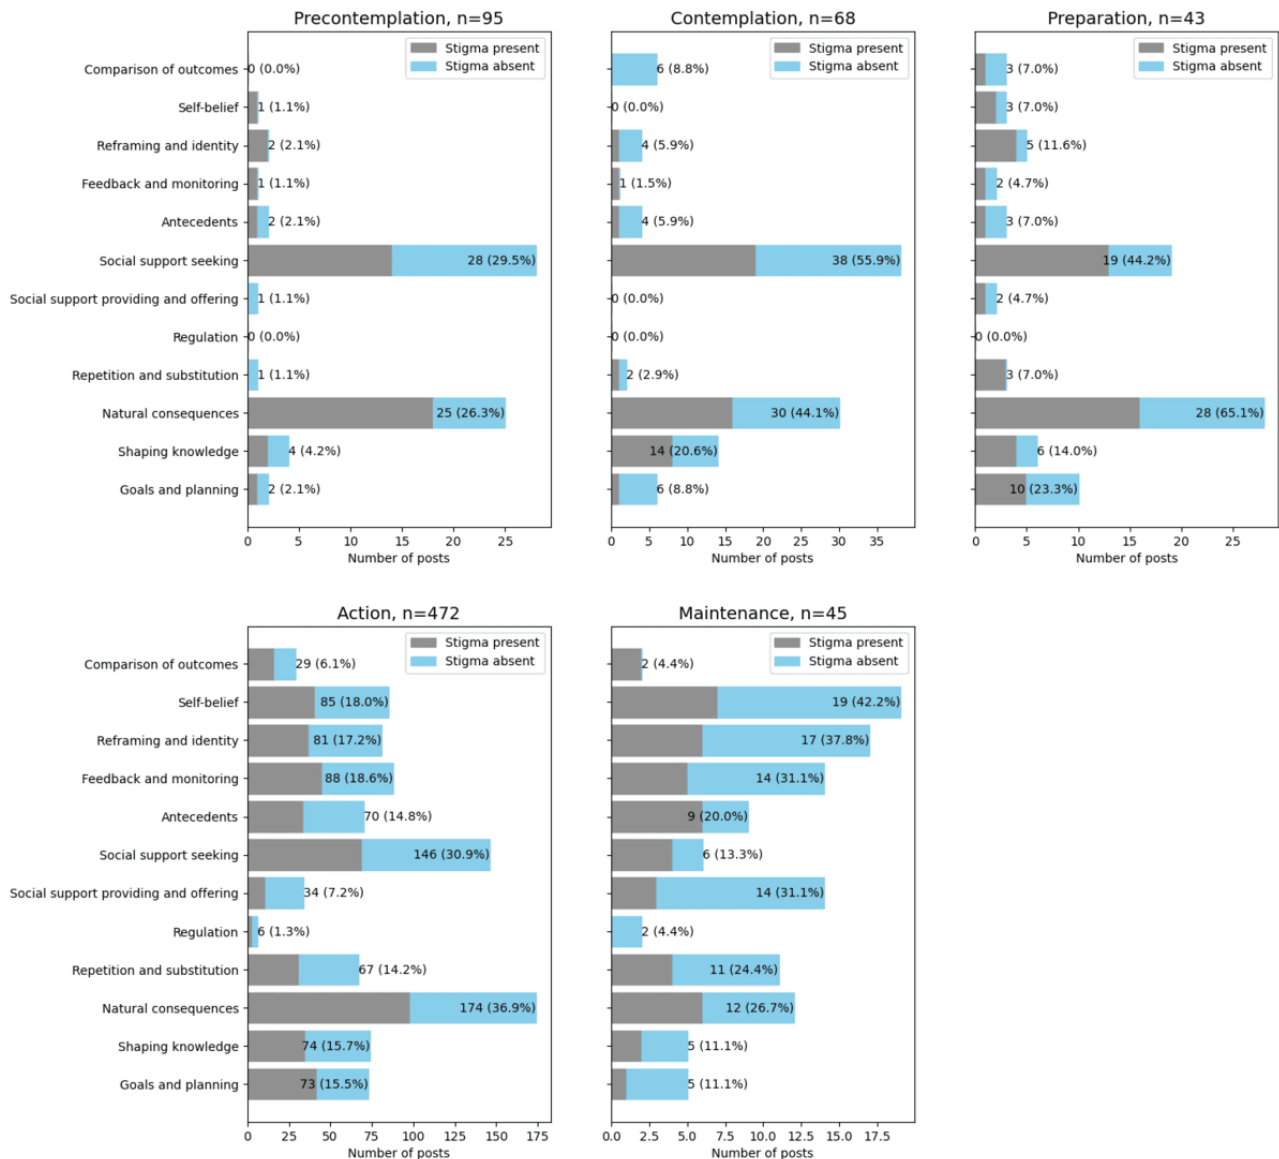 Precontemplation, n=95
Stigma present
Stigma absent
Comparison of outcomes 0 (0.0%)
Self-belief 1 (1.1%)
Reframing and identity 2 (2.1%)
Feedback and monitoring 1 (1.1%)
Antecedents 2 (2.1%)
Social support seeking 28 (29.5%)
Social support providing and offering 1 (1.1%)
Regulation 0 (0.0%)
Repetition and substitution 1 (1.1%)
Natural consequences 25 (26.3%)
Shaping knowledge 4 (4.2%)
Goals and planning 2 (2.1%)
0 5 10 15 20 25
Number of posts
Contemplation, n=68
Stigma present
Stigma absent
6 (8.8%)
0 (0.0%)
4 (5.9%)
1 (1.5%)
4 (5.9%)
38 (55.9%)
0 (0.0%)
0 (0.0%)
2 (2.9%)
30 (44.1%)
14 (20.6%)
6 (8.8%)
0 5 10 15 20 25 30 35
Number of posts
Preparation, n=43
Stigma present
Stigma absent
3 (7.0%)
3 (7.0%)
5 (11.6%)
2 (4.7%)
3 (7.0%)
19 (44.2%)
2 (4.7%)
0 (0.0%)
3 (7.0%)
28 (65.1%)
6 (14.0%)
10 (23.3%)
0 5 10 15 20 25
Number of posts
Action, n=472
Stigma present
Stigma absent
Comparison of outcomes 29 (6.1%)
Self-belief 85 (18.0%)
Reframing and identity 81 (17.2%)
Feedback and monitoring 88 (18.6%)
Antecedents 70 (14.8%)
Social support seeking 146 (30.9%)
Social support providing and offering 34 (7.2%)
Regulation 6 (1.3%)
Repetition and substitution 67 (14.2%)
Natural consequences 174 (36.9%)
Shaping knowledge 74 (15.7%)
Goals and planning 73 (15.5%)
0 25 50 75 100 125 150 175
Number of posts
Maintenance, n=45
Stigma present
Stigma absent
2 (4.4%)
19 (42.2%)
17 (37.8%)
14 (31.1%)
9 (20.0%)
6 (13.3%)
14 (31.1%)
2 (4.4%)
11 (24.4%)
12 (26.7%)
5 (11.1%)
5 (11.1%)
0.0 2.5 5.0 7.5 10.0 12.5 15.0 17.5
Number of posts